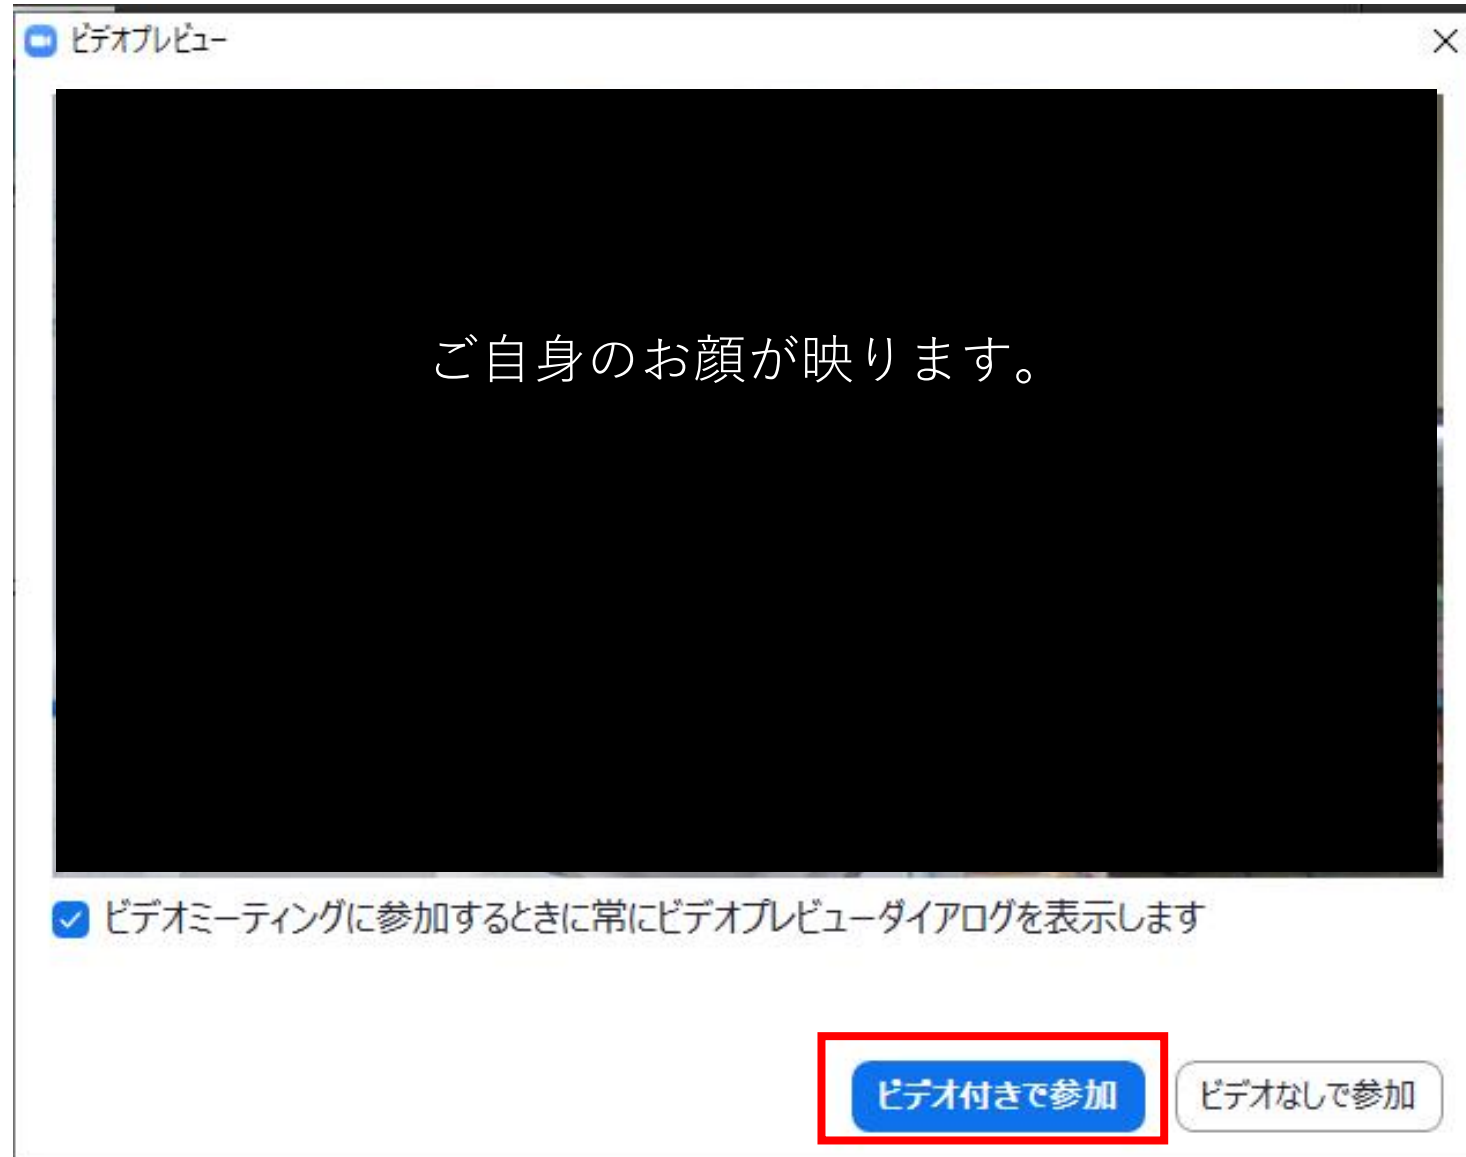 ビデオプレビュー
ご自身のお顔が映ります。
ビデオミーティングに参加するときに常にビデオプレビューダイアログを表示します
ビデオ付きで参加
ビデオなしで参加